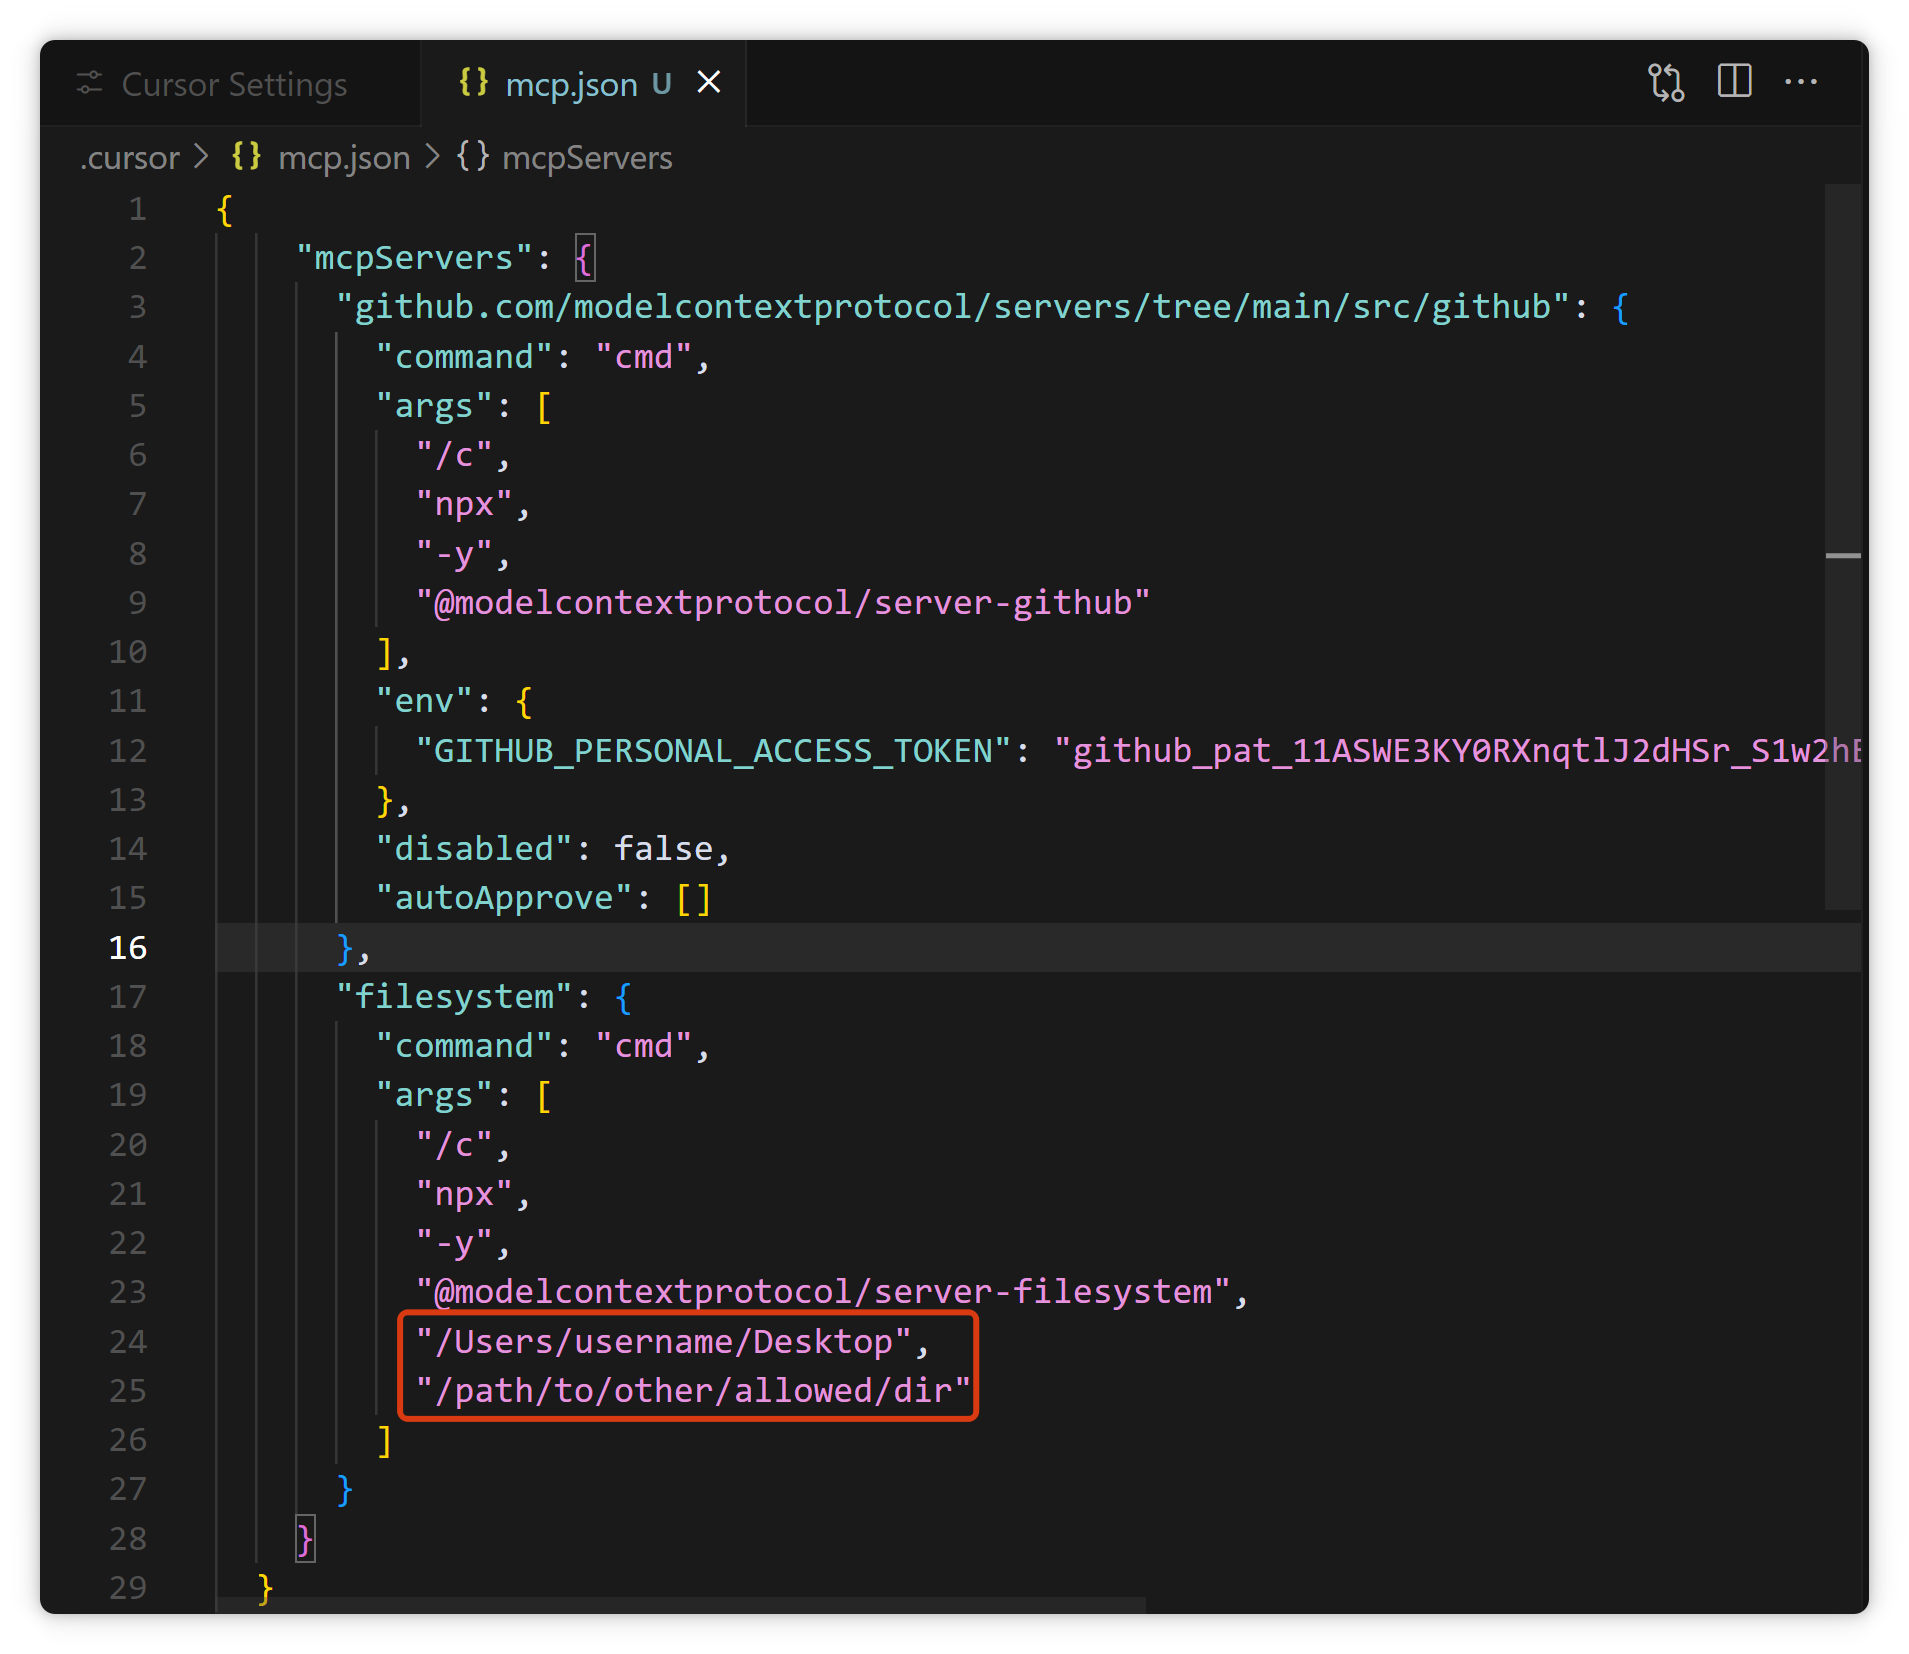 Cursor Settings
{} mcp.json U
.cursor > {} mcp.json > {} mcpServers
1 {
2 "mcpServers": {
3 "github.com/modelcontextprotocol/servers/tree/main/src/github": {
4 "command": "cmd",
5 "args": [
6 "/c",
7 "npx",
8 "-y",
9 "@modelcontextprotocol/server-github"
10 ],
11 "env": {
12 "GITHUB_PERSONAL_ACCESS_TOKEN": "github_pat_11ASWE3KY0RXnqtlJ2dHSr_S1w2hE
13 },
14 "disabled": false,
15 "autoApprove": []
16 },
17 "filesystem": {
18 "command": "cmd",
19 "args": [
20 "/c",
21 "npx",
22 "-y",
23 "@modelcontextprotocol/server-filesystem",
24 "/Users/username/Desktop",
25 "/path/to/other/allowed/dir"
26 ]
27 }
28 }
29 }